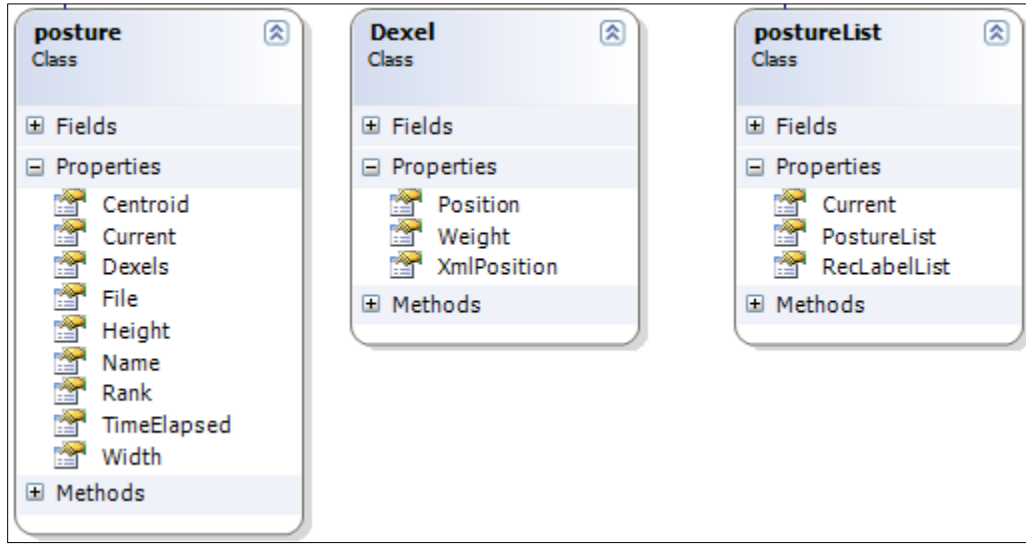 posture
Class
Fields
Properties
Centroid
Current
Dexels
File
Height
Name
Rank
TimeElapsed
Width
Methods
Dexel
Class
Fields
Properties
Position
Weight
XmlPosition
Methods
postureList
Class
Fields
Properties
Current
PostureList
RecLabelList
Methods